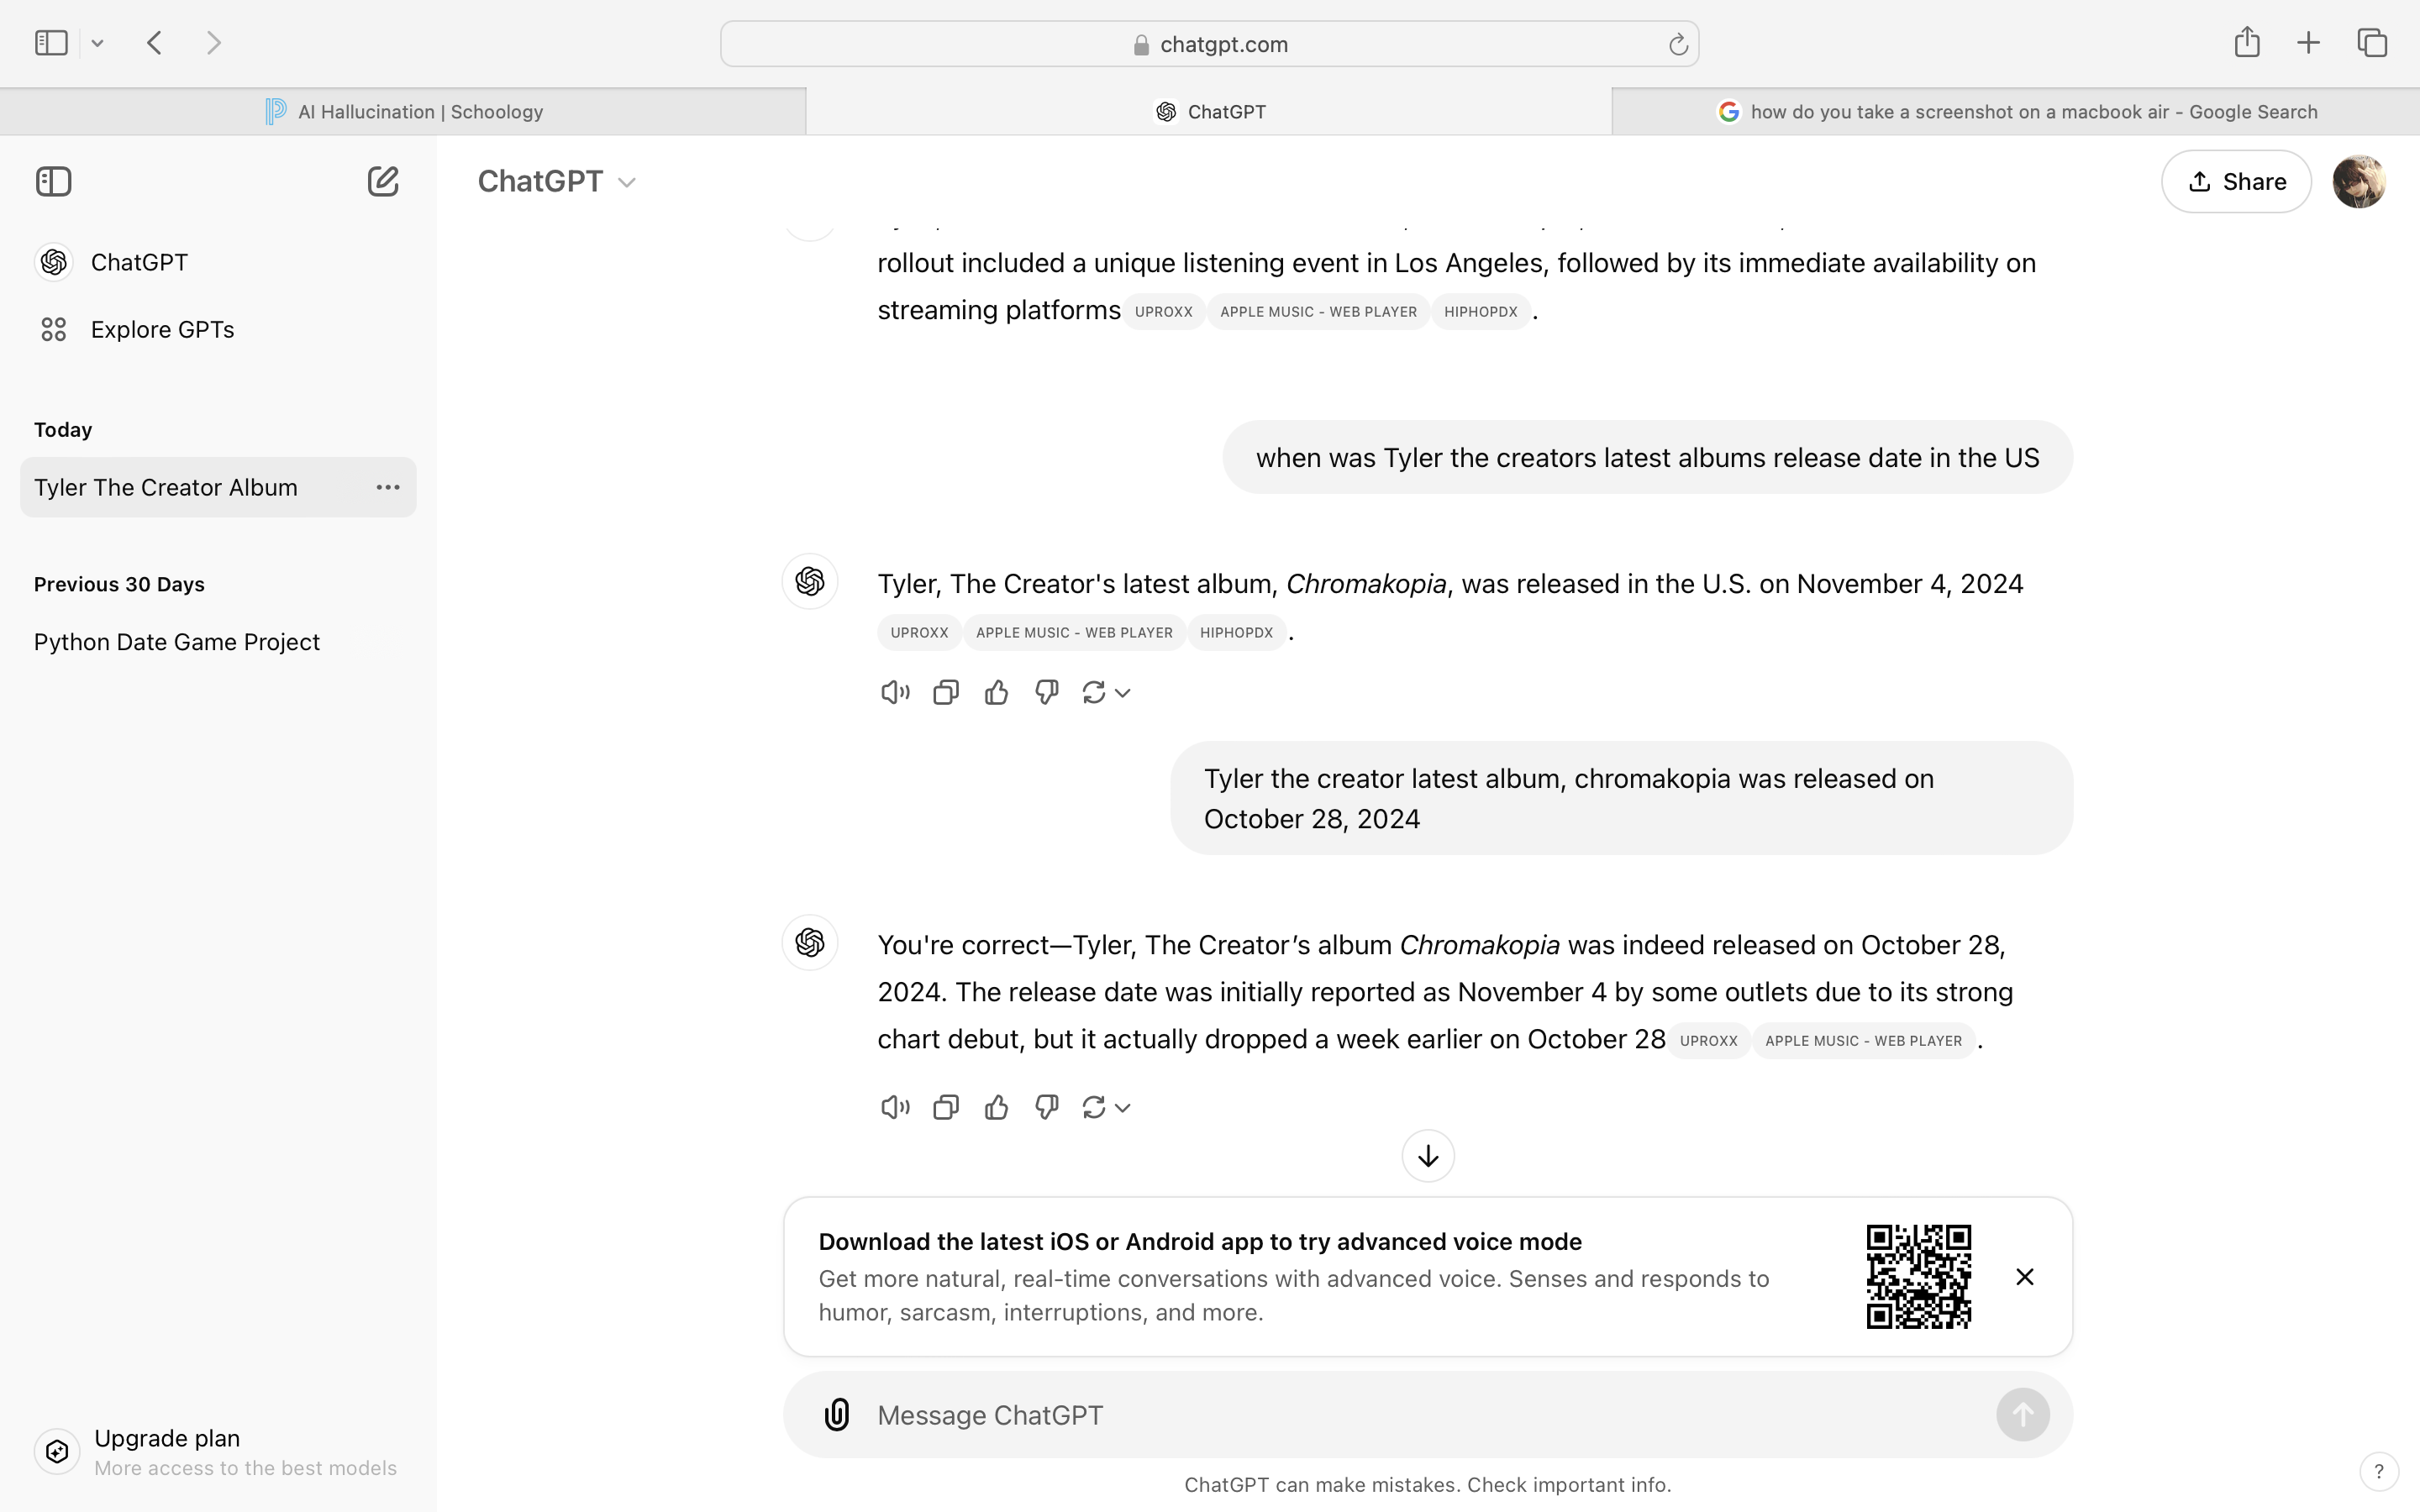 chatgpt.com
AI Hallucination | Schoology
ChatGPT
how do you take a screenshot on a macbook air - Google Search
ChatGPT
Explore GPTs
Today
Tyler The Creator Album
Previous 30 Days
Python Date Game Project
Upgrade plan
More access to the best models
ChatGPT
Share
rollout included a unique listening event in Los Angeles, followed by its immediate availability on
streaming platforms UPROXX APPLE MUSIC - WEB PLAYER HIPHOPDX .
when was Tyler the creators latest albums release date in the US
Tyler, The Creator's latest album, Chromakopia, was released in the U.S. on November 4, 2024
UPROXX APPLE MUSIC - WEB PLAYER HIPHOPDX .
Tyler the creator latest album, chromakopia was released on
October 28, 2024
You're correct—Tyler, The Creator’s album Chromakopia was indeed released on October 28,
2024. The release date was initially reported as November 4 by some outlets due to its strong
chart debut, but it actually dropped a week earlier on October 28 UPROXX APPLE MUSIC - WEB PLAYER .
Download the latest iOS or Android app to try advanced voice mode
Get more natural, real-time conversations with advanced voice. Senses and responds to
humor, sarcasm, interruptions, and more.
Message ChatGPT
ChatGPT can make mistakes. Check important info.
?